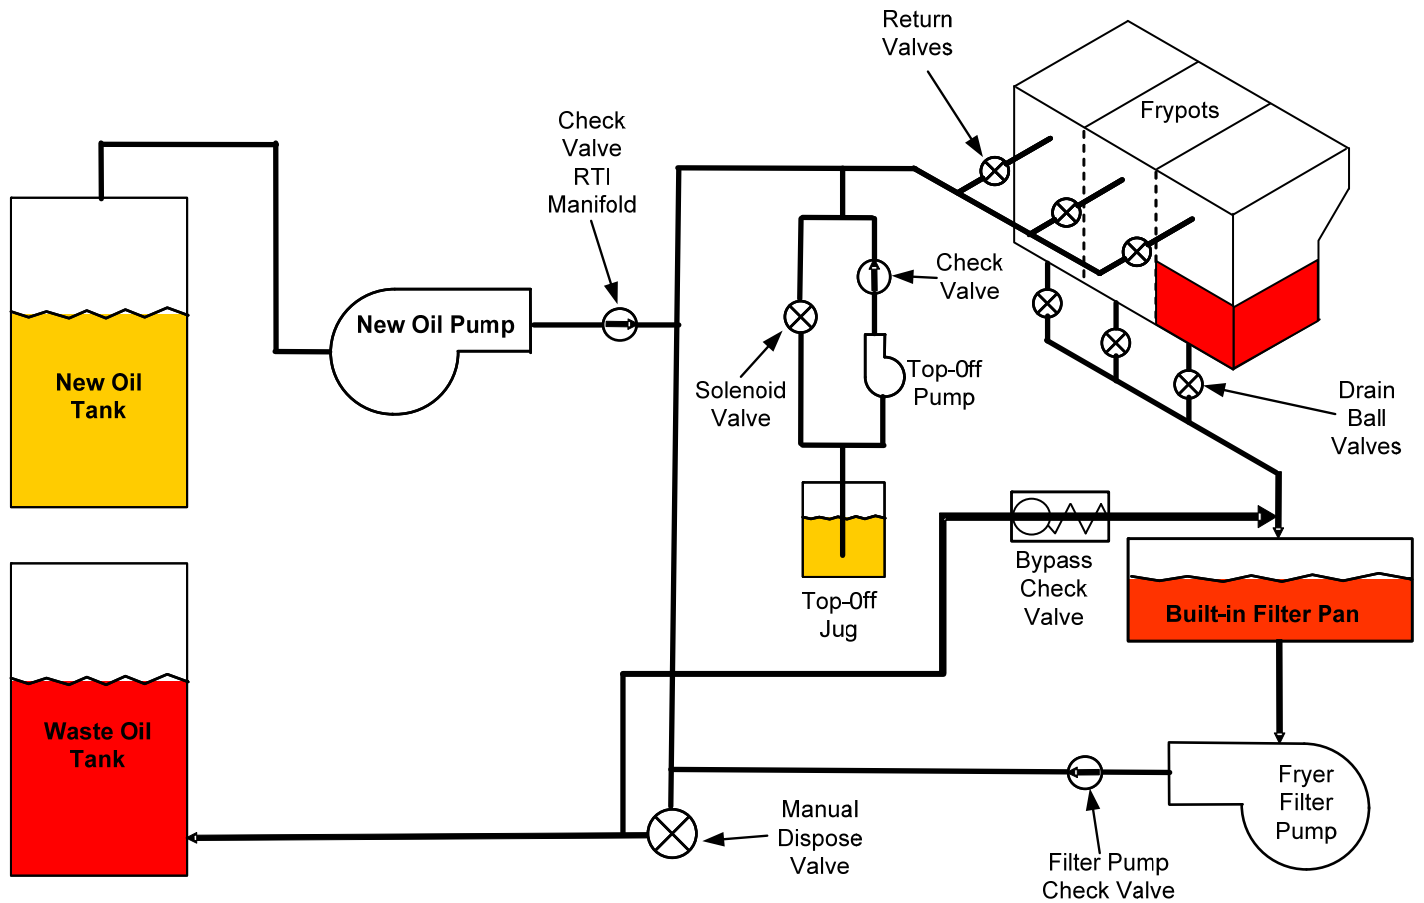 Return
Valves
Frypots
Check
Valve
RTI
Manifold
New Oil Pump
Check
Valve
New Oil
Tank
Solenoid
Valve
Top-Off
Pump
Drain
Ball
Valves
Bypass
Check
Valve
Top-Off
Jug
Built-in Filter Pan
Waste Oil
Tank
Fryer
Filter
Pump
Manual
Dispose
Valve
Filter Pump
Check Valve